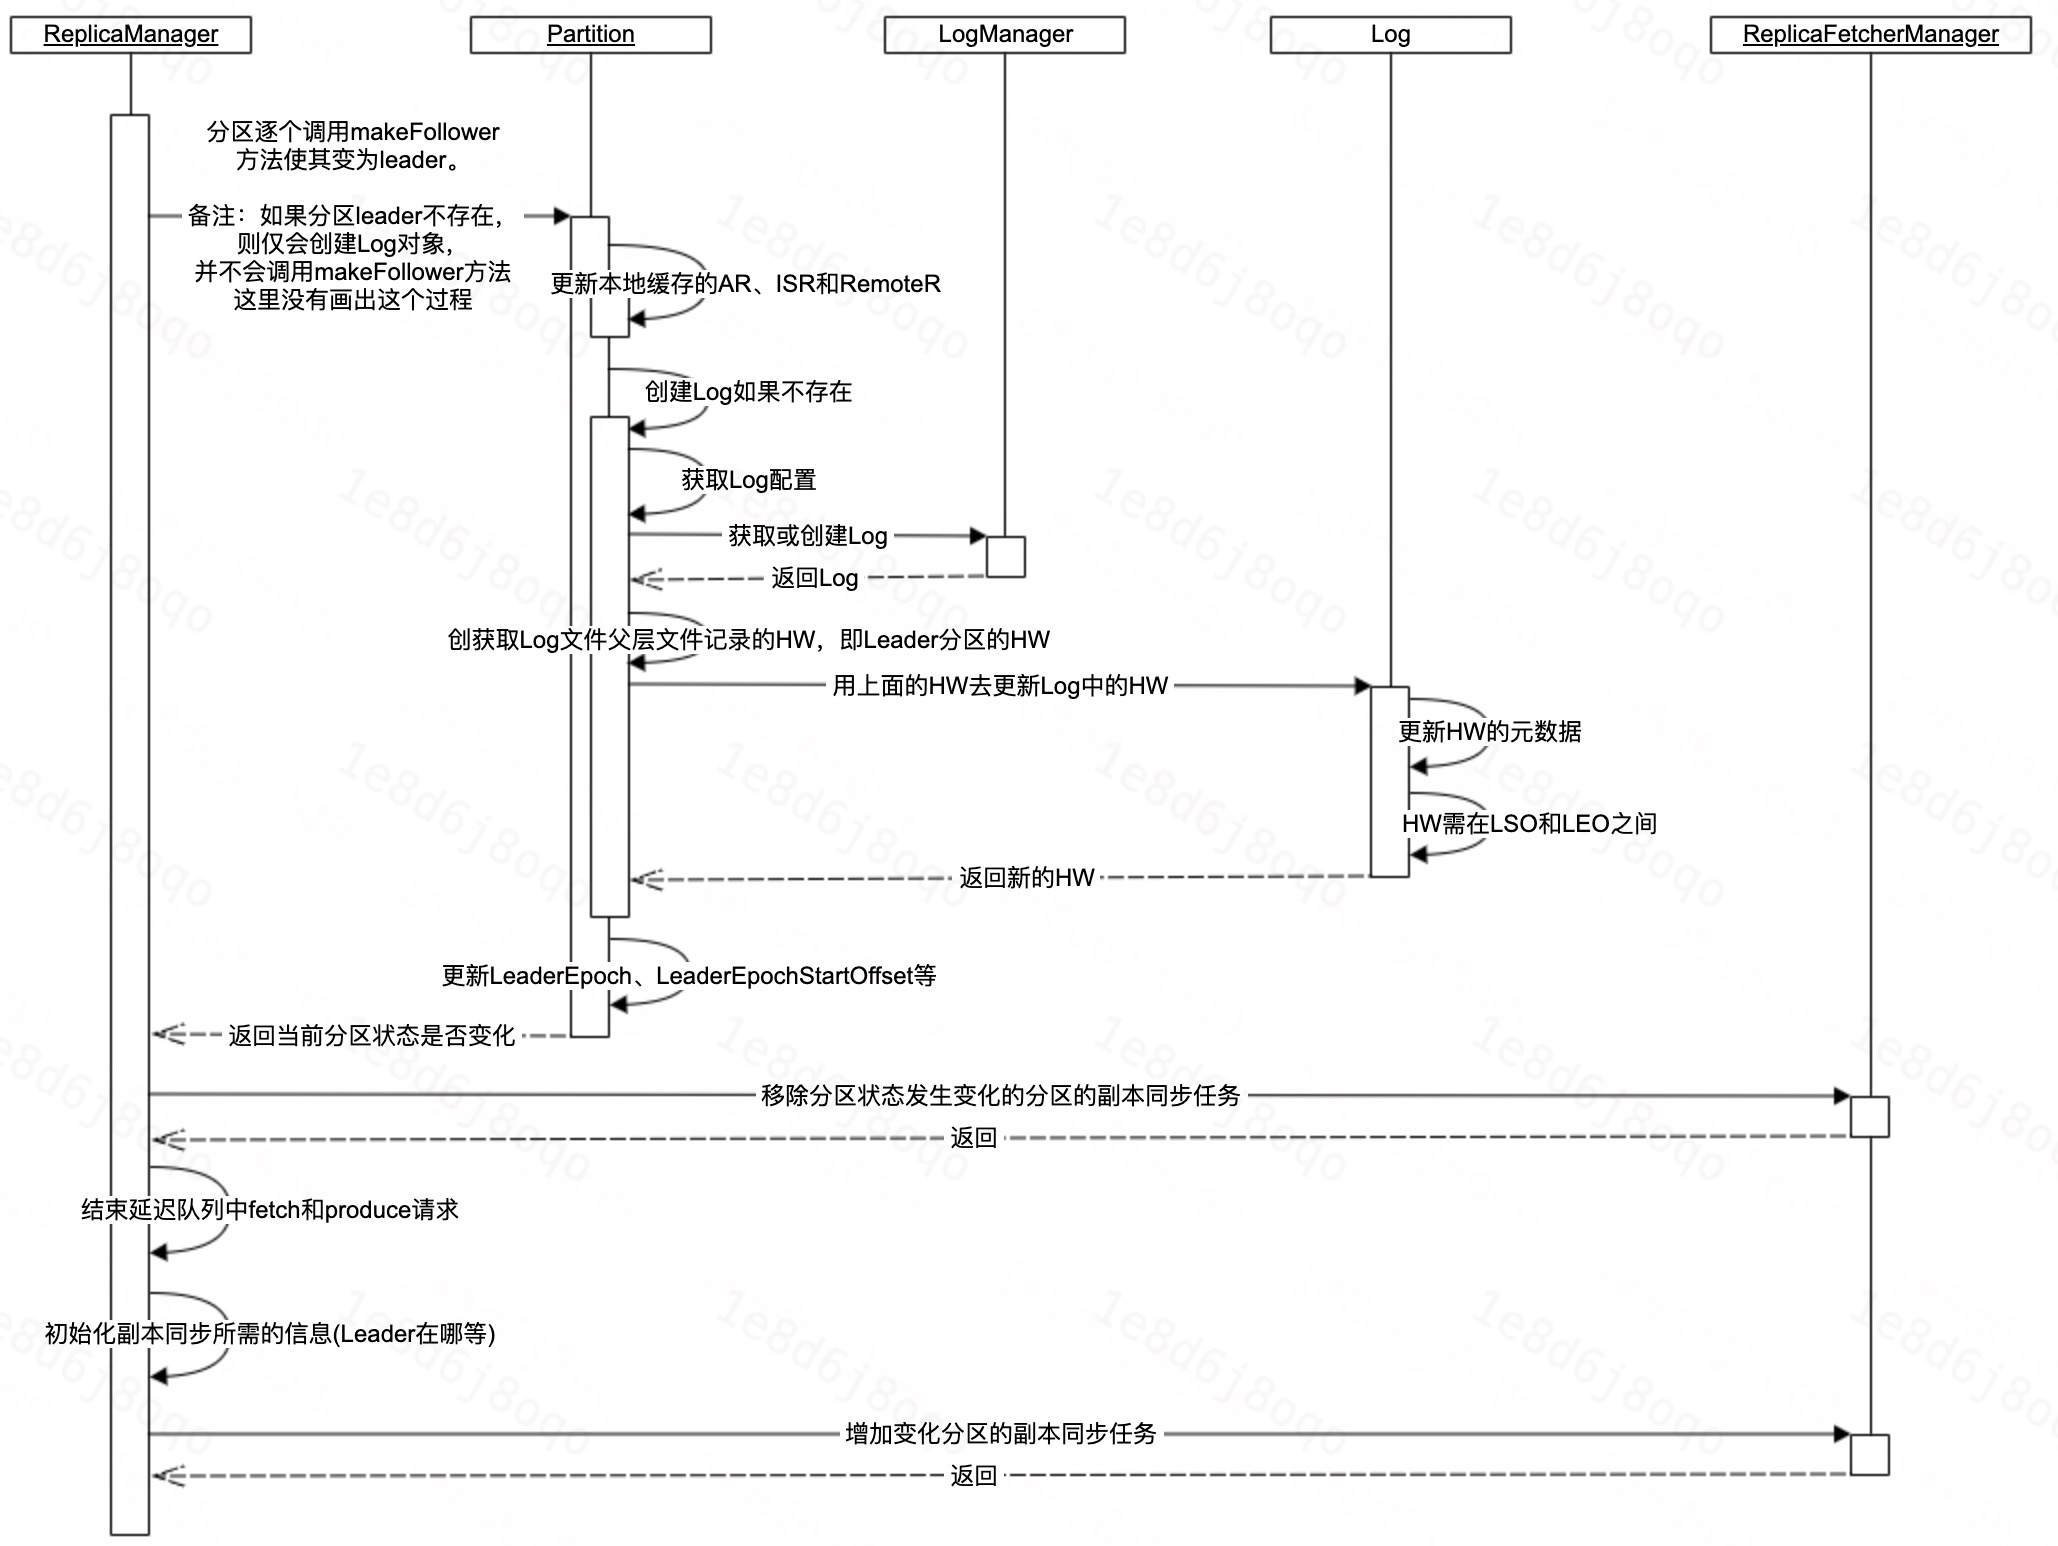 ReplicaManager
Partition
LogManager
Log
ReplicaFetcherManager
分区逐个调用makeFollower
方法使其变为leader。
备注：如果分区leader不存在，
则仅会创建Log对象，
并不会调用makeFollower方法
这里没有画出这个过程
更新本地缓存的AR、ISR和RemoteR
创建Log如果不存在
获取Log配置
获取或创建Log
返回Log
创获取Log文件父层文件记录的HW，即Leader分区的HW
用上面的HW去更新Log中的HW
更新HW的元数据
HW需在LSO和LEO之间
返回新的HW
更新LeaderEpoch、LeaderEpochStartOffset等
返回当前分区状态是否变化
移除分区状态发生变化的分区的副本同步任务
返回
结束延迟队列中fetch和produce请求
初始化副本同步所需的信息(Leader在哪等)
增加变化分区的副本同步任务
返回
1e8d6j8oqo